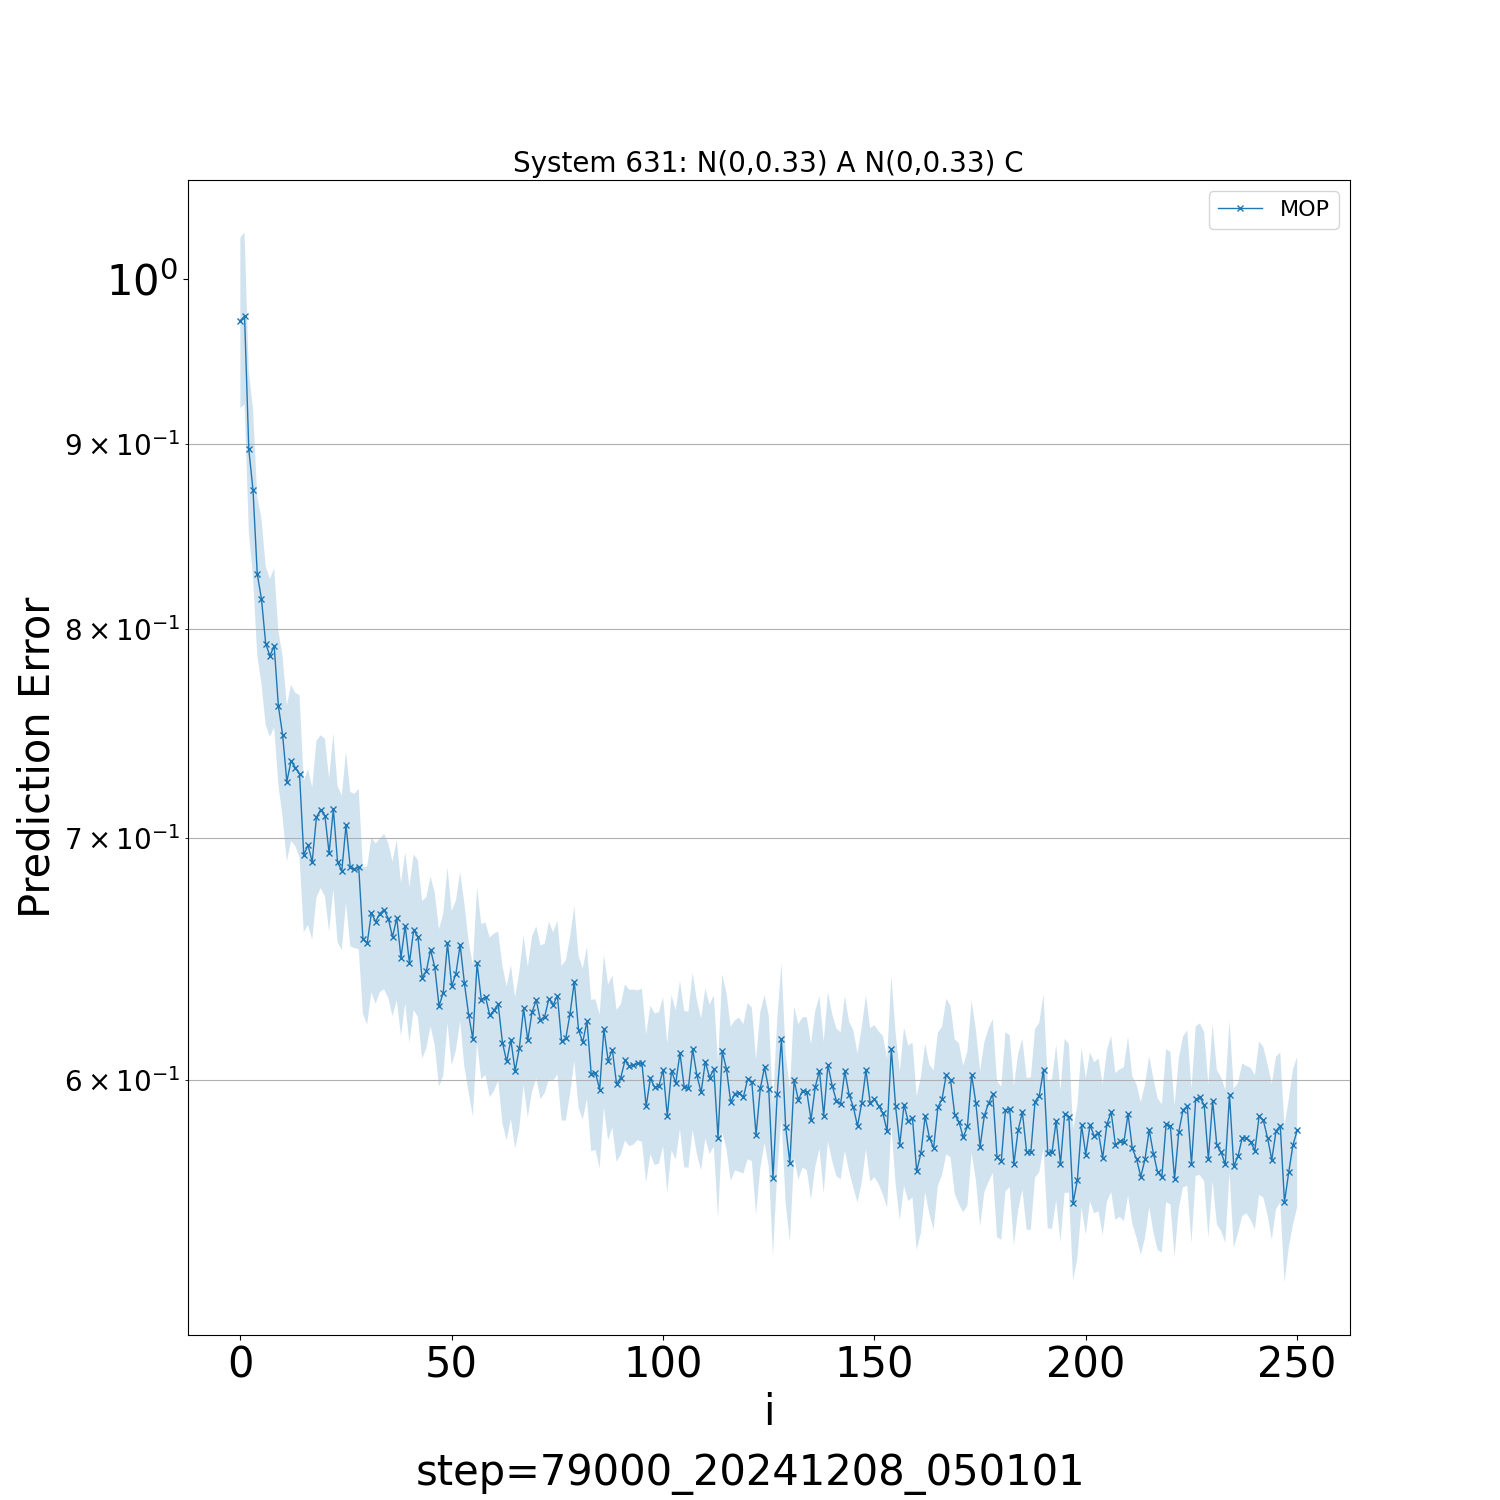 System 631: N(0,0.33) A N(0,0.33) C
MOP
10⁰
9 × 10⁻¹
8 × 10⁻¹
7 × 10⁻¹
6 × 10⁻¹
Prediction Error
0 50 100 150 200 250
i
step=79000_20241208_050101